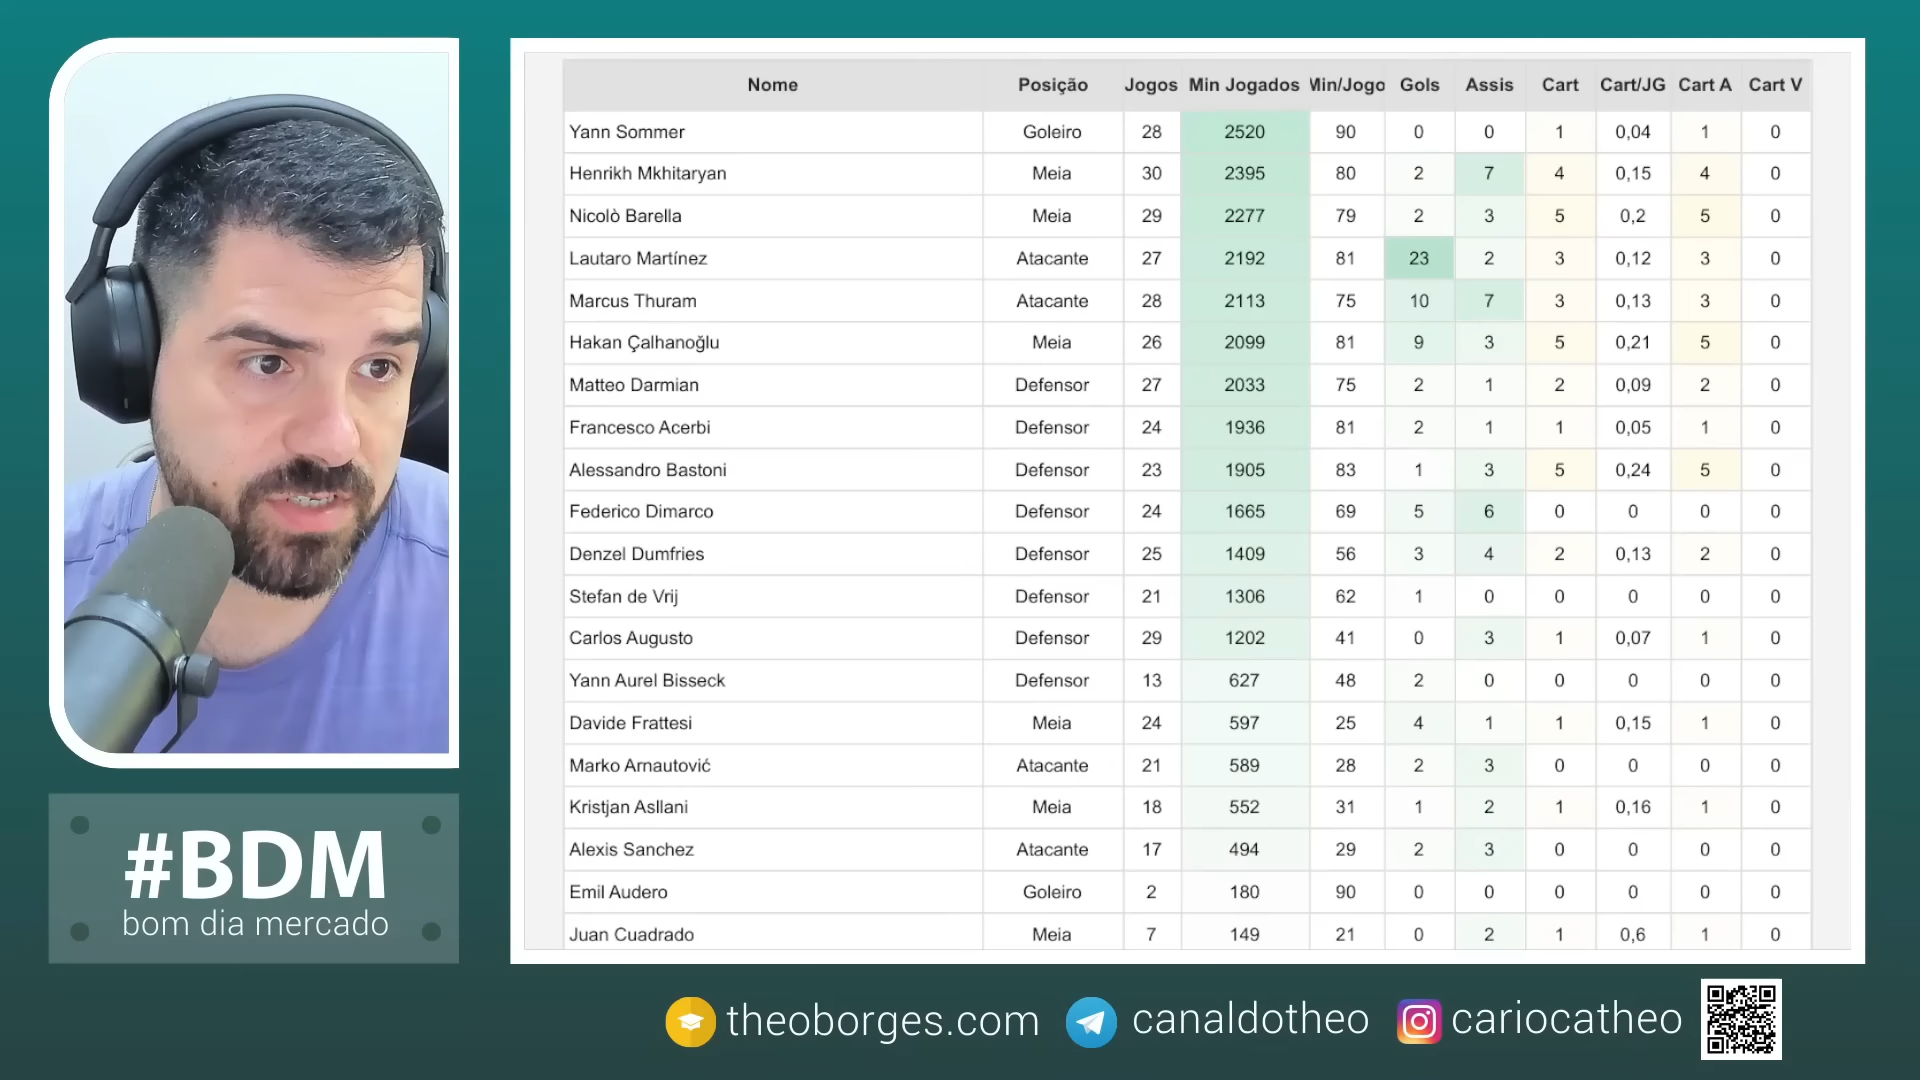 Nome Posição Jogos Min Jogados Min/Jogo Gols Assis Cart Cart/JG Cart A Cart V
Yann Sommer Goleiro 28 2520 90 0 0 1 0,04 1 0
Henrikh Mkhitaryan Meia 30 2395 80 2 7 4 0,15 4 0
Nicolò Barella Meia 29 2277 79 2 3 5 0,2 5 0
Lautaro Martínez Atacante 27 2192 81 23 2 3 0,12 3 0
Marcus Thuram Atacante 28 2113 75 10 7 3 0,13 3 0
Hakan Çalhanoğlu Meia 26 2099 81 9 3 5 0,21 5 0
Matteo Darmian Defensor 27 2033 75 2 1 2 0,09 2 0
Francesco Acerbi Defensor 24 1936 81 2 1 1 0,05 1 0
Alessandro Bastoni Defensor 23 1905 83 1 3 5 0,24 5 0
Federico Dimarco Defensor 24 1665 69 5 6 0 0 0 0
Denzel Dumfries Defensor 25 1409 56 3 4 2 0,13 2 0
Stefan de Vrij Defensor 21 1306 62 1 0 0 0 0 0
Carlos Augusto Defensor 29 1202 41 0 3 1 0,07 1 0
Yann Aurel Bisseck Defensor 13 627 48 2 0 0 0 0 0
Davide Frattesi Meia 24 597 25 4 1 1 0,15 1 0
Marko Arnautović Atacante 21 589 28 2 3 0 0 0 0
Kristjan Asllani Meia 18 552 31 1 2 1 0,16 1 0
Alexis Sanchez Atacante 17 494 29 2 3 0 0 0 0
Emil Audero Goleiro 2 180 90 0 0 0 0 0 0
Juan Cuadrado Meia 7 149 21 0 2 1 0,6 1 0
#BDM
bom dia mercado
theoborges.com canaldotheo cariocatheo